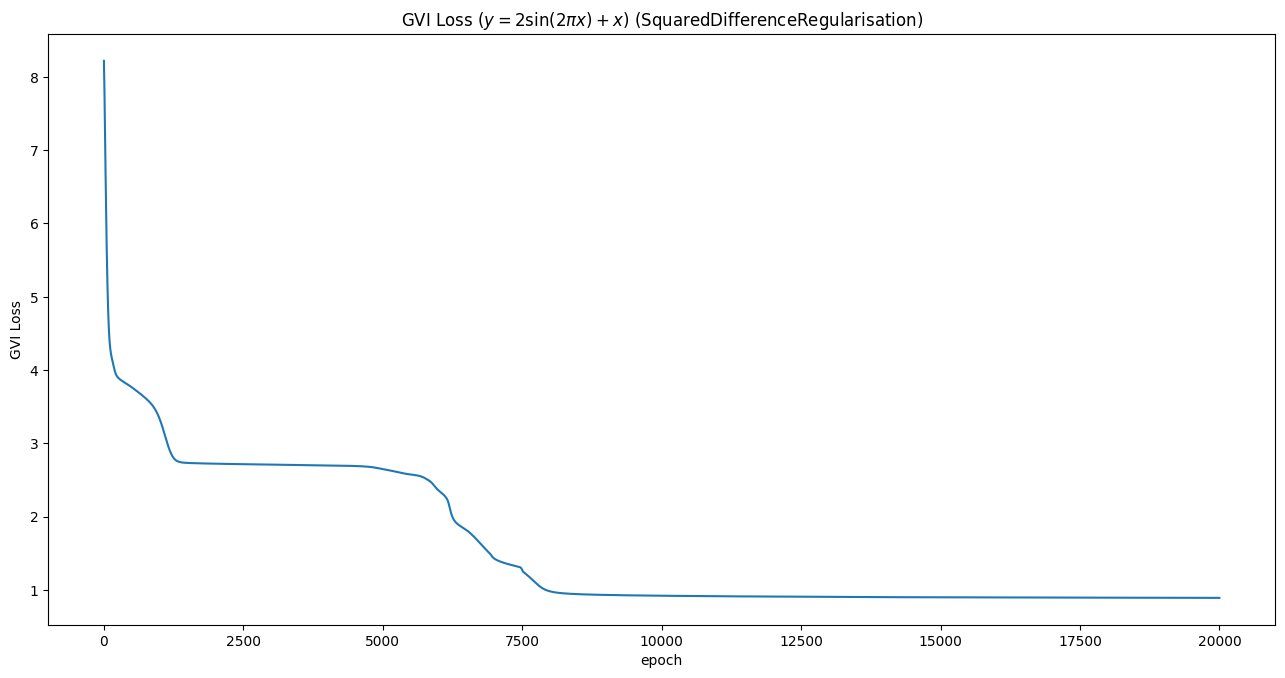 GVI Loss (y = 2sin(2πx) + x) (SquaredDifferenceRegularisation)
8
7
6
5
4
3
2
1
GVI Loss
0 2500 5000 7500 10000 12500 15000 17500 20000
epoch